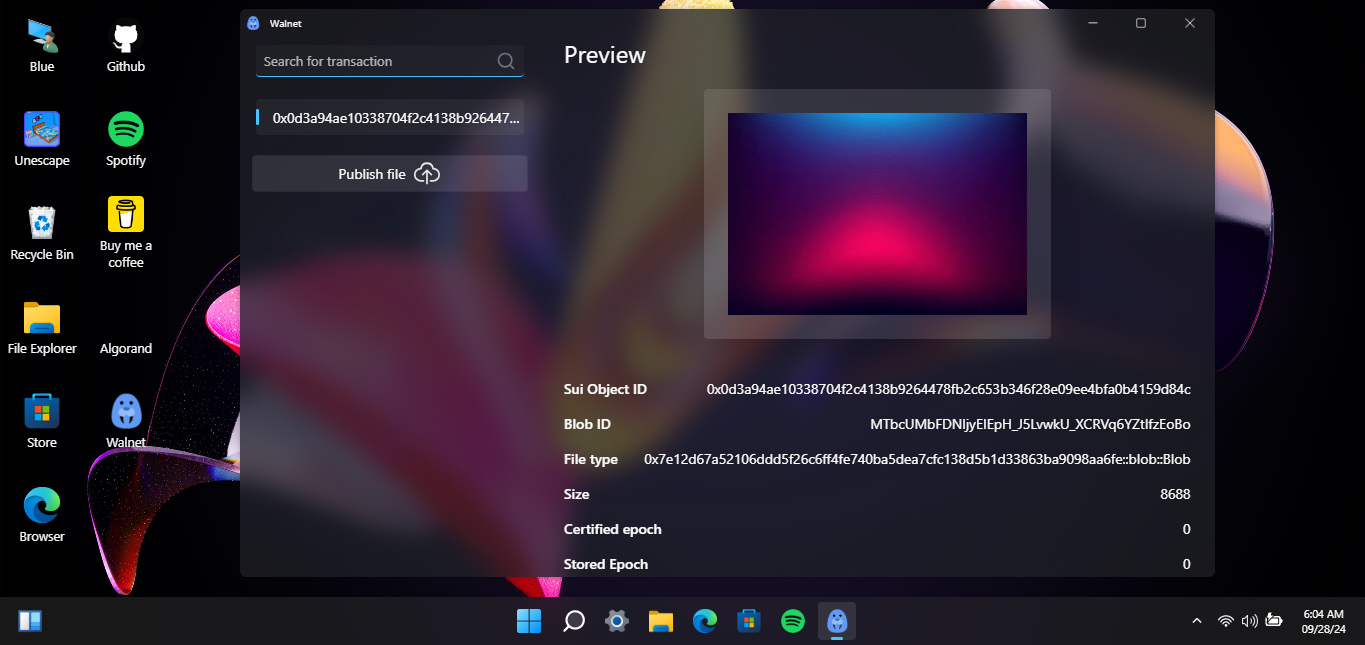 Blue
Github
Unescape
Spotify
Recycle Bin
Buy me a
coffee
File Explorer
Algorand
Store
Walnet
Browser
Walnet
Search for transaction
0x0d3a94ae10338704f2c4138b926447...
Publish file
Preview
Sui Object ID 0x0d3a94ae10338704f2c4138b9264478fb2c653b346f28e09ee4bfa0b4159d84c
Blob ID MTbcUMbFDNIjyEIEpH_J5LvwkU_XCRVq6YZtIfzEoBo
File type 0x7e12d67a52106ddd5f26c6ff4fe740ba5dea7cfc138d5b1d33863ba9098aa6fe::blob::Blob
Size 8688
Certified epoch 0
Stored Epoch 0
6:04 AM
09/28/24